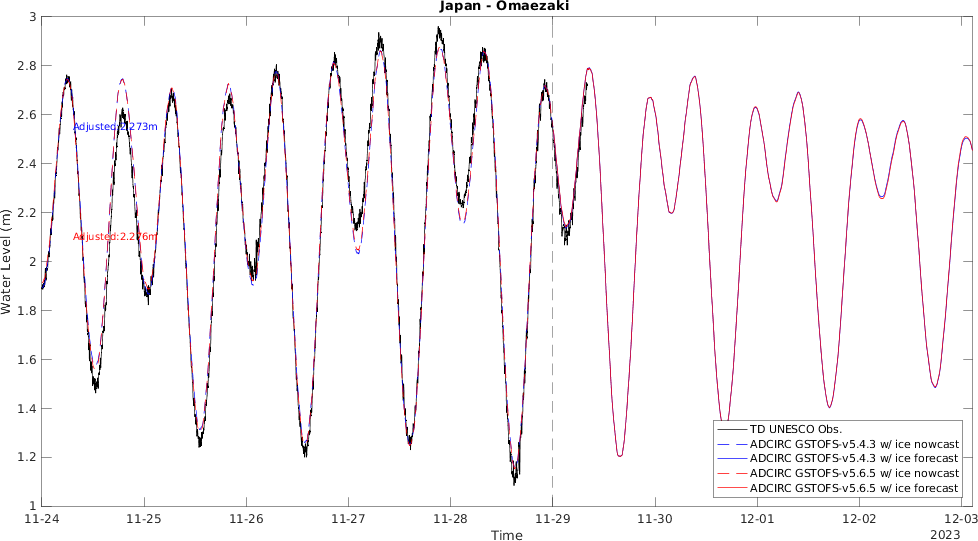 Japan - Omaezaki
3
2.8
2.6
2.4
2.2
2
1.8
1.6
1.4
1.2
1
Water Level (m)
Adjusted:2.273m
Adjusted:2.276m
TD UNESCO Obs.
ADCIRC GSTOFS-v5.4.3 w/ ice nowcast
ADCIRC GSTOFS-v5.4.3 w/ ice forecast
ADCIRC GSTOFS-v5.6.5 w/ ice nowcast
ADCIRC GSTOFS-v5.6.5 w/ ice forecast
11-24 11-25 11-26 11-27 11-28 11-29 11-30 12-01 12-02 12-03
Time 2023